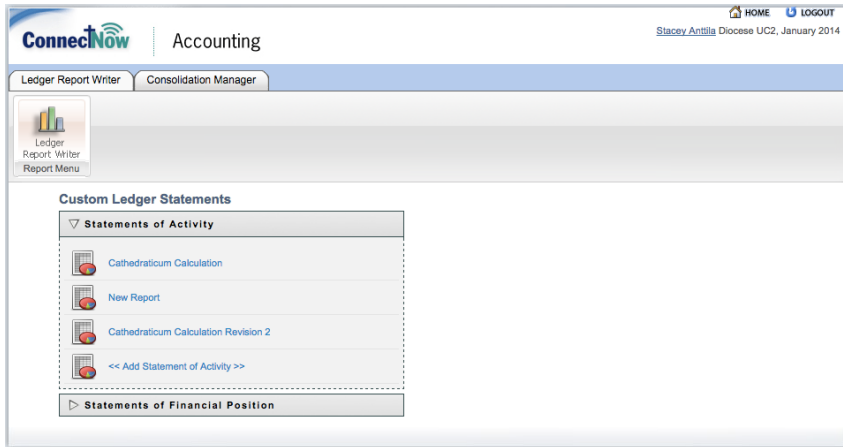 HOME LOGOUT
ConnectNow Accounting
Stacey Anttila Diocese UC2, January 2014
Ledger Report Writer Consolidation Manager
Ledger
Report Writer
Report Menu
Custom Ledger Statements
Statements of Activity
Cathedraticum Calculation
New Report
Cathedraticum Calculation Revision 2
<< Add Statement of Activity >>
Statements of Financial Position